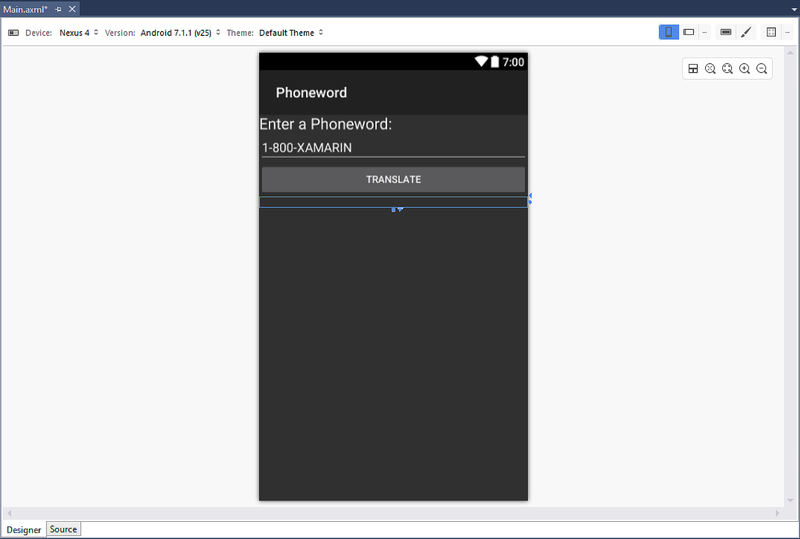 Main.axml*
Device: Nexus 4 Version: Android 7.1.1 (v25) Theme: Default Theme
7:00
Phoneword
Enter a Phoneword:
1-800-XAMARIN
TRANSLATE
Designer Source